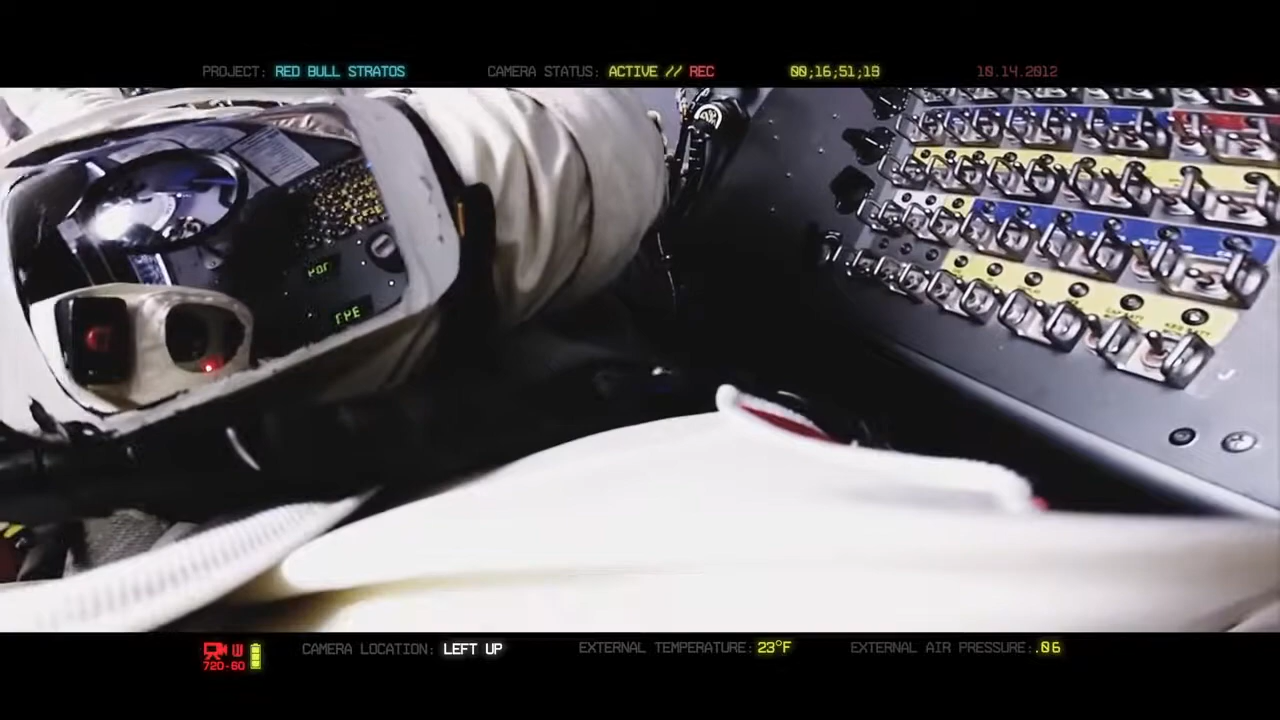 PROJECT: RED BULL STRATOS
CAMERA STATUS: ACTIVE // REC
00;16,51;19
10.14.2012
720-60
CAMERA LOCATION: LEFT UP
EXTERNAL TEMPERATURE: 23°F
EXTERNAL AIR PRESSURE: .06